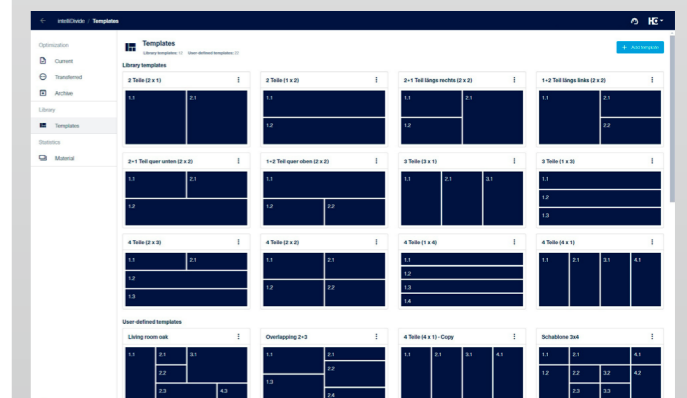 intelliDivide / Templates
HG
Optimization
Current
Transferred
Archive
Library
Templates
Statistics
Material
Templates
Library templates: User-defined templates:
+ Add template
Library templates
2 Teile (2 x 1)
1.1 2.1
2 Teile (1 x 2)
1.1
1.2
2+1 Teil längs rechts (2 x 2)
1.1 2.1
1.2
1+2 Teil längs links (2 x 2)
1.1 2.1
2.2
2+1 Teil quer unten (2 x 2)
1.1 2.1
1.2
1+2 Teil quer oben (2 x 2)
1.1
1.2 2.2
3 Teile (3 x 1)
1.1 2.1 3.1
3 Teile (1 x 3)
1.1
1.2
1.3
4 Teile (2 x 3)
1.1 2.1
1.2
1.3
4 Teile (2 x 2)
1.1 2.1
1.2 2.2
4 Teile (1 x 4)
1.1
1.2
1.3
1.4
4 Teile (4 x 1)
1.1 2.1 3.1 4.1
User-defined templates
Living room oak
1.1 2.1 3.1
2.2
2.3 4.3
Overlapping 2+3
1.1 2.1
2.2
1.3
2.4
4 Teile (4 x 1) - Copy
1.1 2.1 3.1 4.1
Schablone 3x4
1.1 2.1 4.1
1.2 2.2 3.2 4.2
2.3 3.3